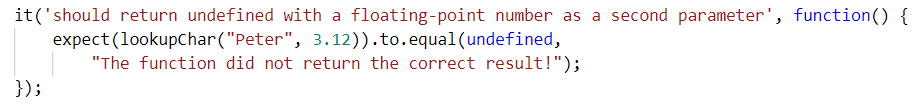 it('should return undefined with a floating-point number as a second parameter', function() {
    expect(lookupChar("Peter", 3.12)).to.equal(undefined,
        "The function did not return the correct result!");
});